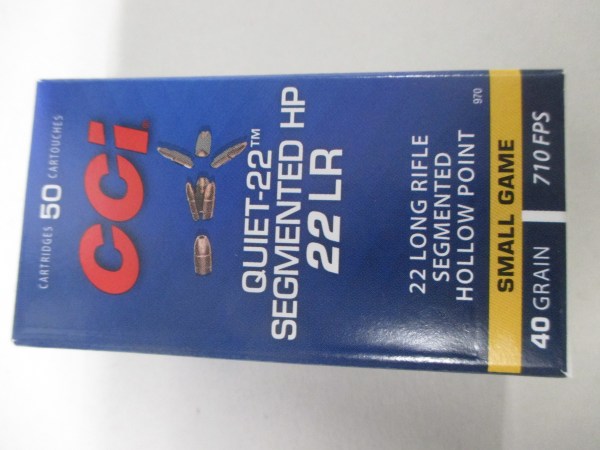 CARTRIDGES 50 CARTOUCHES
CCI
QUIET-22™
SEGMENTED HP
22 LR
970
22 LONG RIFLE
SEGMENTED
HOLLOW POINT
SMALL GAME
40 GRAIN 710 FPS